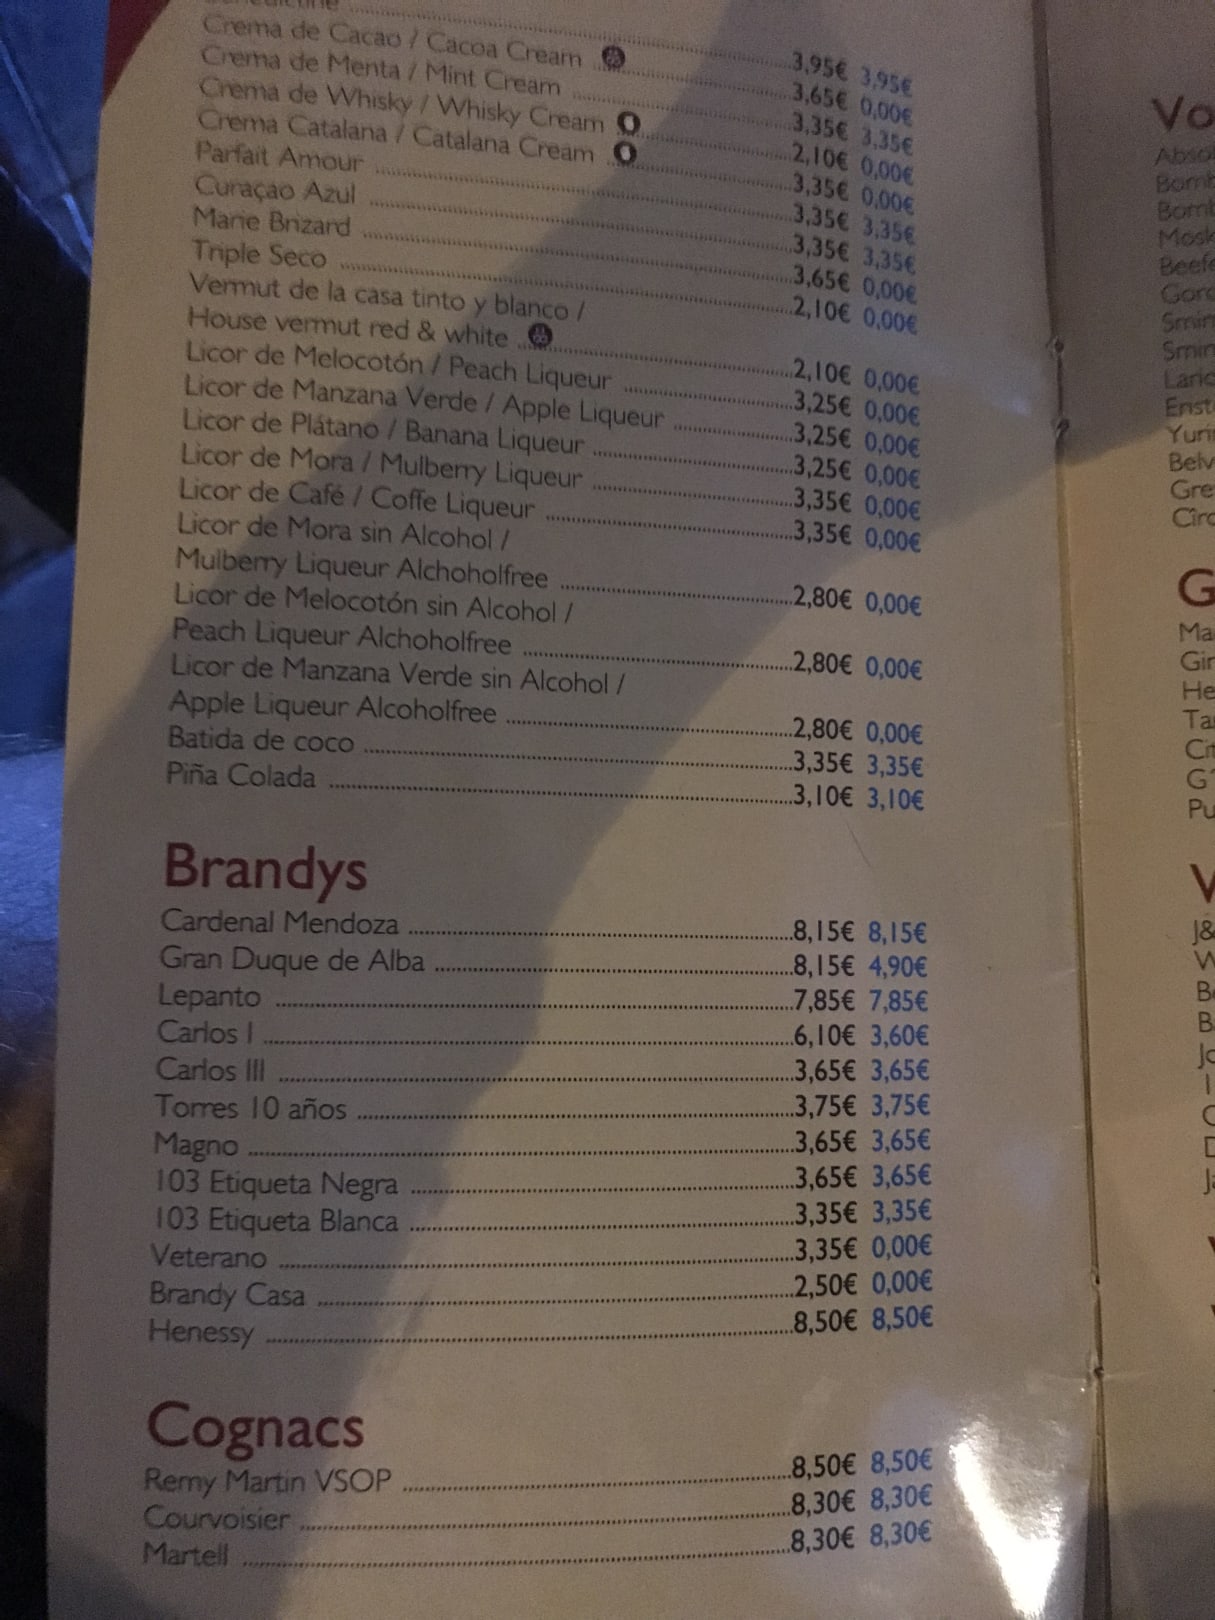 3,95€ 3,95€
Crema de Cacao / Cacoa Cream 3,65€ 0,00€
Crema de Menta / Mint Cream 3,35€ 3,35€
Crema de Whisky / Whisky Cream 2,10€ 0,00€
Crema Catalana / Catalana Cream 3,35€ 0,00€
Parfait Amour 3,35€ 3,35€
Curaçao Azul 3,35€ 3,35€
Marie Brizard 3,65€ 0,00€
Triple Seco 2,10€ 0,00€
Vermut de la casa tinto y blanco /
House vermut red & white 2,10€ 0,00€
Licor de Melocotón / Peach Liqueur 3,25€ 0,00€
Licor de Manzana Verde / Apple Liqueur 3,25€ 0,00€
Licor de Plátano / Banana Liqueur 3,25€ 0,00€
Licor de Mora / Mulberry Liqueur 3,35€ 0,00€
Licor de Café / Coffe Liqueur 3,35€ 0,00€
Licor de Mora sin Alcohol /
Mulberry Liqueur Alchoholfree 2,80€ 0,00€
Licor de Melocotón sin Alcohol /
Peach Liqueur Alchoholfree 2,80€ 0,00€
Licor de Manzana Verde sin Alcohol /
Apple Liqueur Alcoholfree 2,80€ 0,00€
Batida de coco 3,35€ 3,35€
Piña Colada 3,10€ 3,10€
Brandys
Cardenal Mendoza 8,15€ 8,15€
Gran Duque de Alba 8,15€ 4,90€
Lepanto 7,85€ 7,85€
Carlos I 6,10€ 3,60€
Carlos III 3,65€ 3,65€
Torres 10 años 3,75€ 3,75€
Magno 3,65€ 3,65€
103 Etiqueta Negra 3,65€ 3,65€
103 Etiqueta Blanca 3,35€ 3,35€
Veterano 3,35€ 0,00€
Brandy Casa 2,50€ 0,00€
Henessy 8,50€ 8,50€
Cognacs
Remy Martin VSOP 8,50€ 8,50€
Courvoisier 8,30€ 8,30€
Martell 8,30€ 8,30€